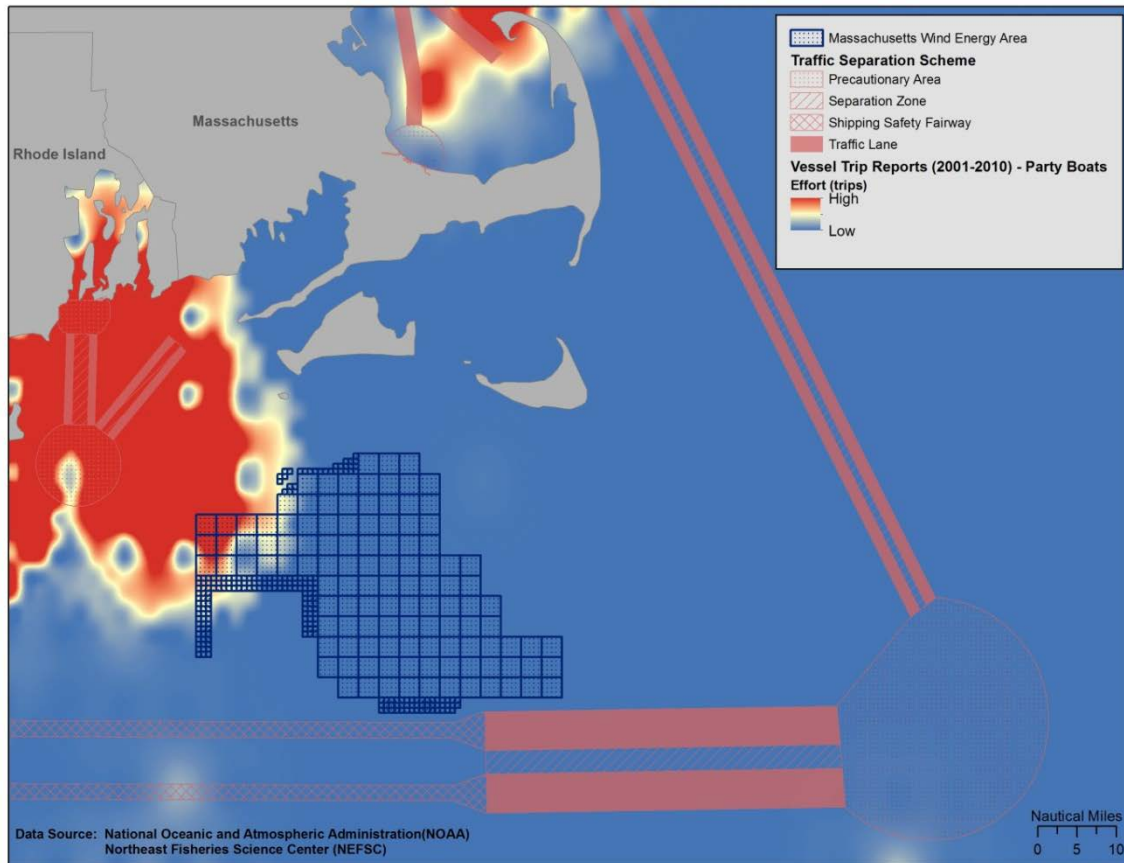 Massachusetts Wind Energy Area
Traffic Separation Scheme
Precautionary Area
Separation Zone
Shipping Safety Fairway
Traffic Lane
Vessel Trip Reports (2001-2010) - Party Boats
Effort (trips)
High
Low
Massachusetts
Rhode Island
Nautical Miles
0 5 10
Data Source: National Oceanic and Atmospheric Administration(NOAA)
Northeast Fisheries Science Center (NEFSC)